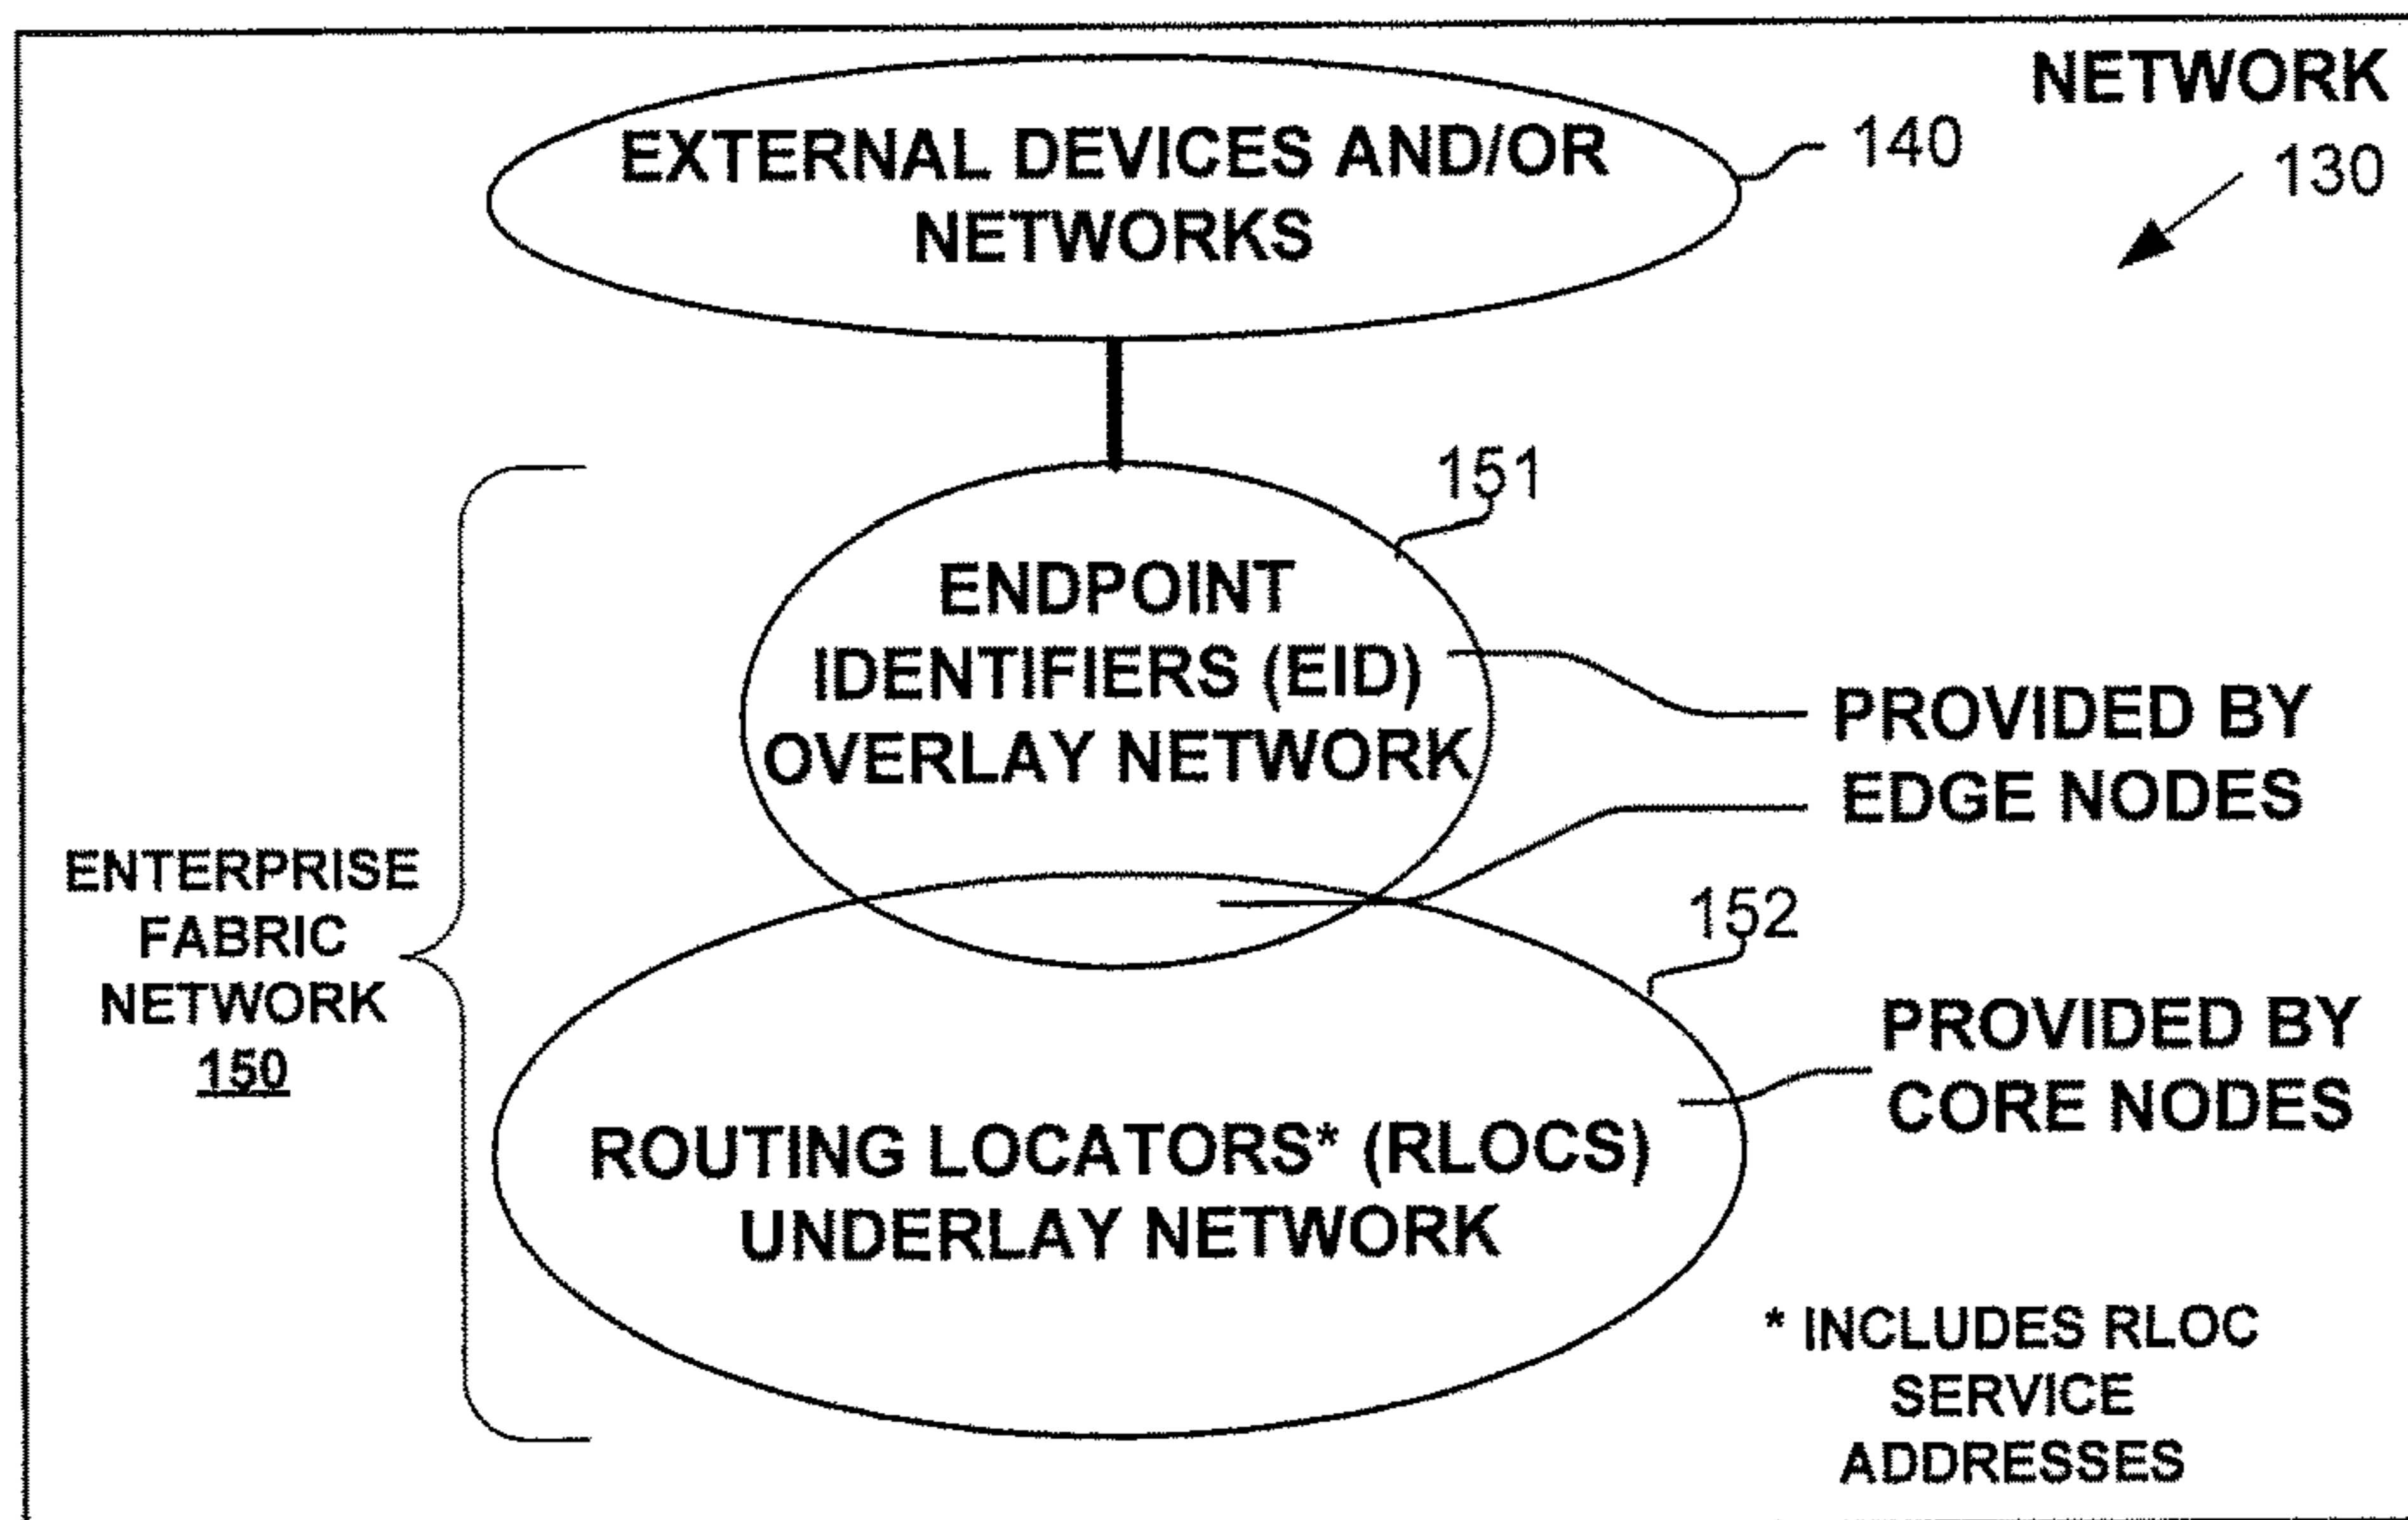 NETWORK
130
EXTERNAL DEVICES AND/OR
NETWORKS
140
151
ENDPOINT
IDENTIFIERS (EID)
OVERLAY NETWORK
PROVIDED BY
EDGE NODES
ENTERPRISE
FABRIC
NETWORK
150
152
PROVIDED BY
CORE NODES
ROUTING LOCATORS* (RLOCS)
UNDERLAY NETWORK
* INCLUDES RLOC
SERVICE
ADDRESSES